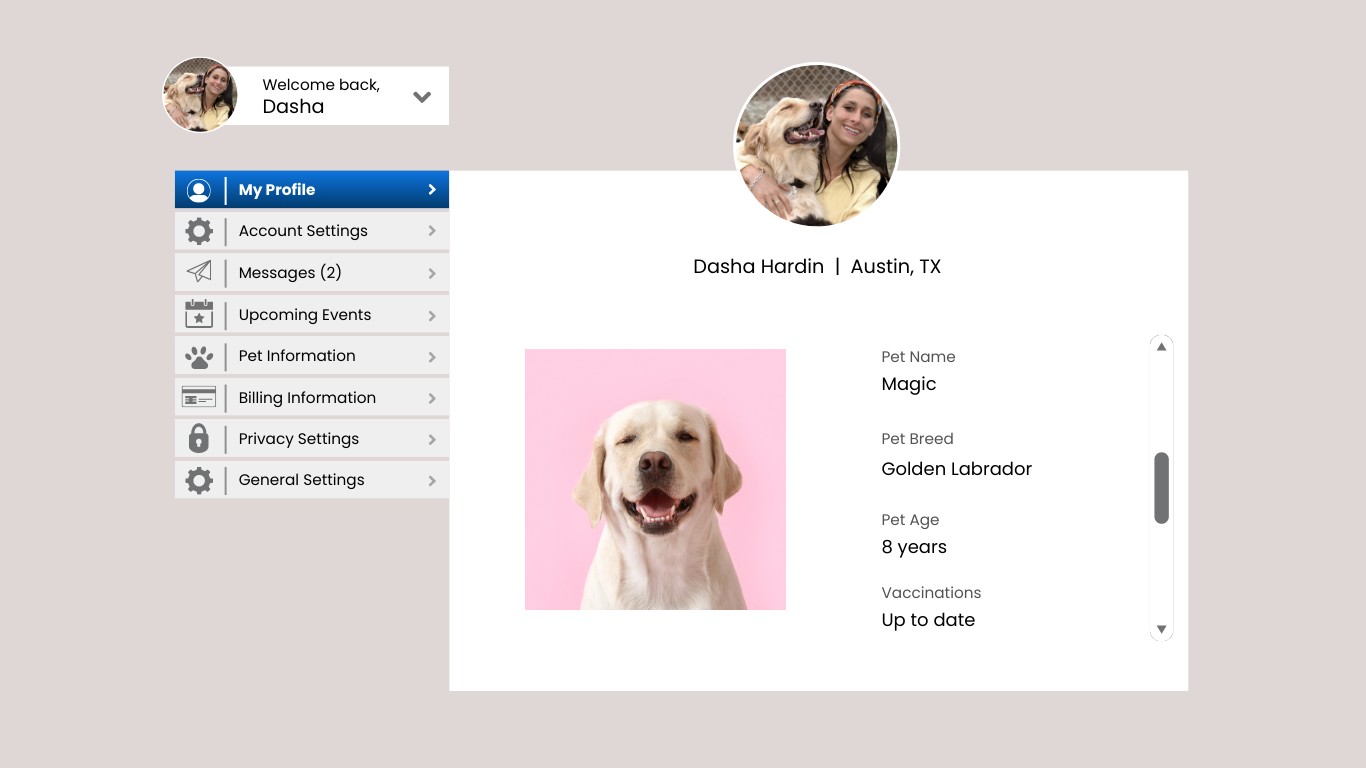 Welcome back,
Dasha
My Profile
Account Settings
Messages (2)
Upcoming Events
Pet Information
Billing Information
Privacy Settings
General Settings
Dasha Hardin | Austin, TX
Pet Name
Magic
Pet Breed
Golden Labrador
Pet Age
8 years
Vaccinations
Up to date